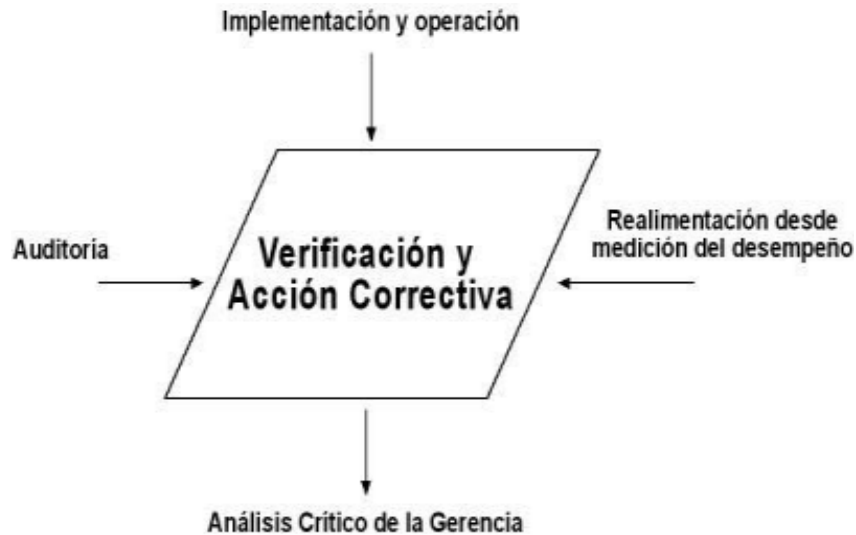 Implementación y operación
Auditoría
Verificación y
Acción Correctiva
Realimentación desde
medición del desempeño
Análisis Crítico de la Gerencia